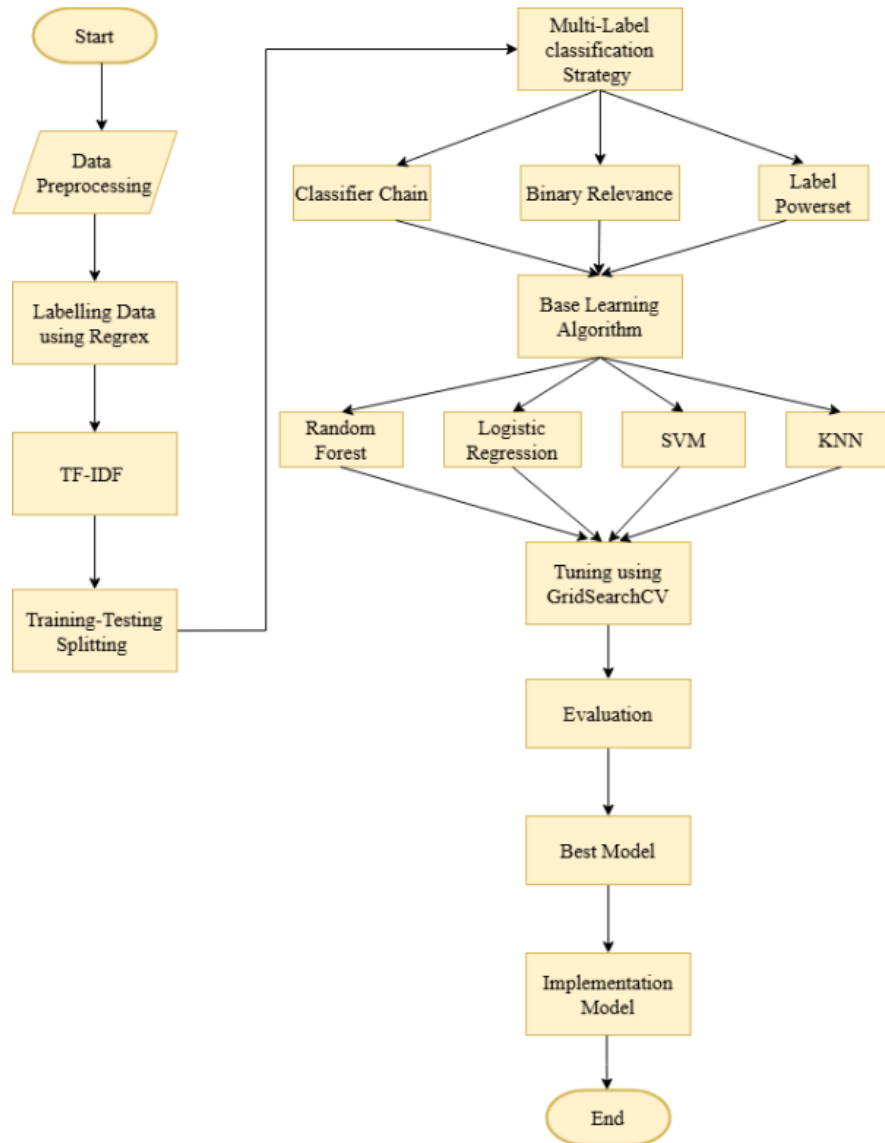 Start
Data
Preprocessing
Labelling Data
using Regrex
TF-IDF
Training-Testing
Splitting
Multi-Label
classification
Strategy
Classifier Chain
Binary Relevance
Label
Powerset
Base Learning
Algorithm
Random
Forest
Logistic
Regression
SVM
KNN
Tuning using
GridSearchCV
Evaluation
Best Model
Implementation
Model
End